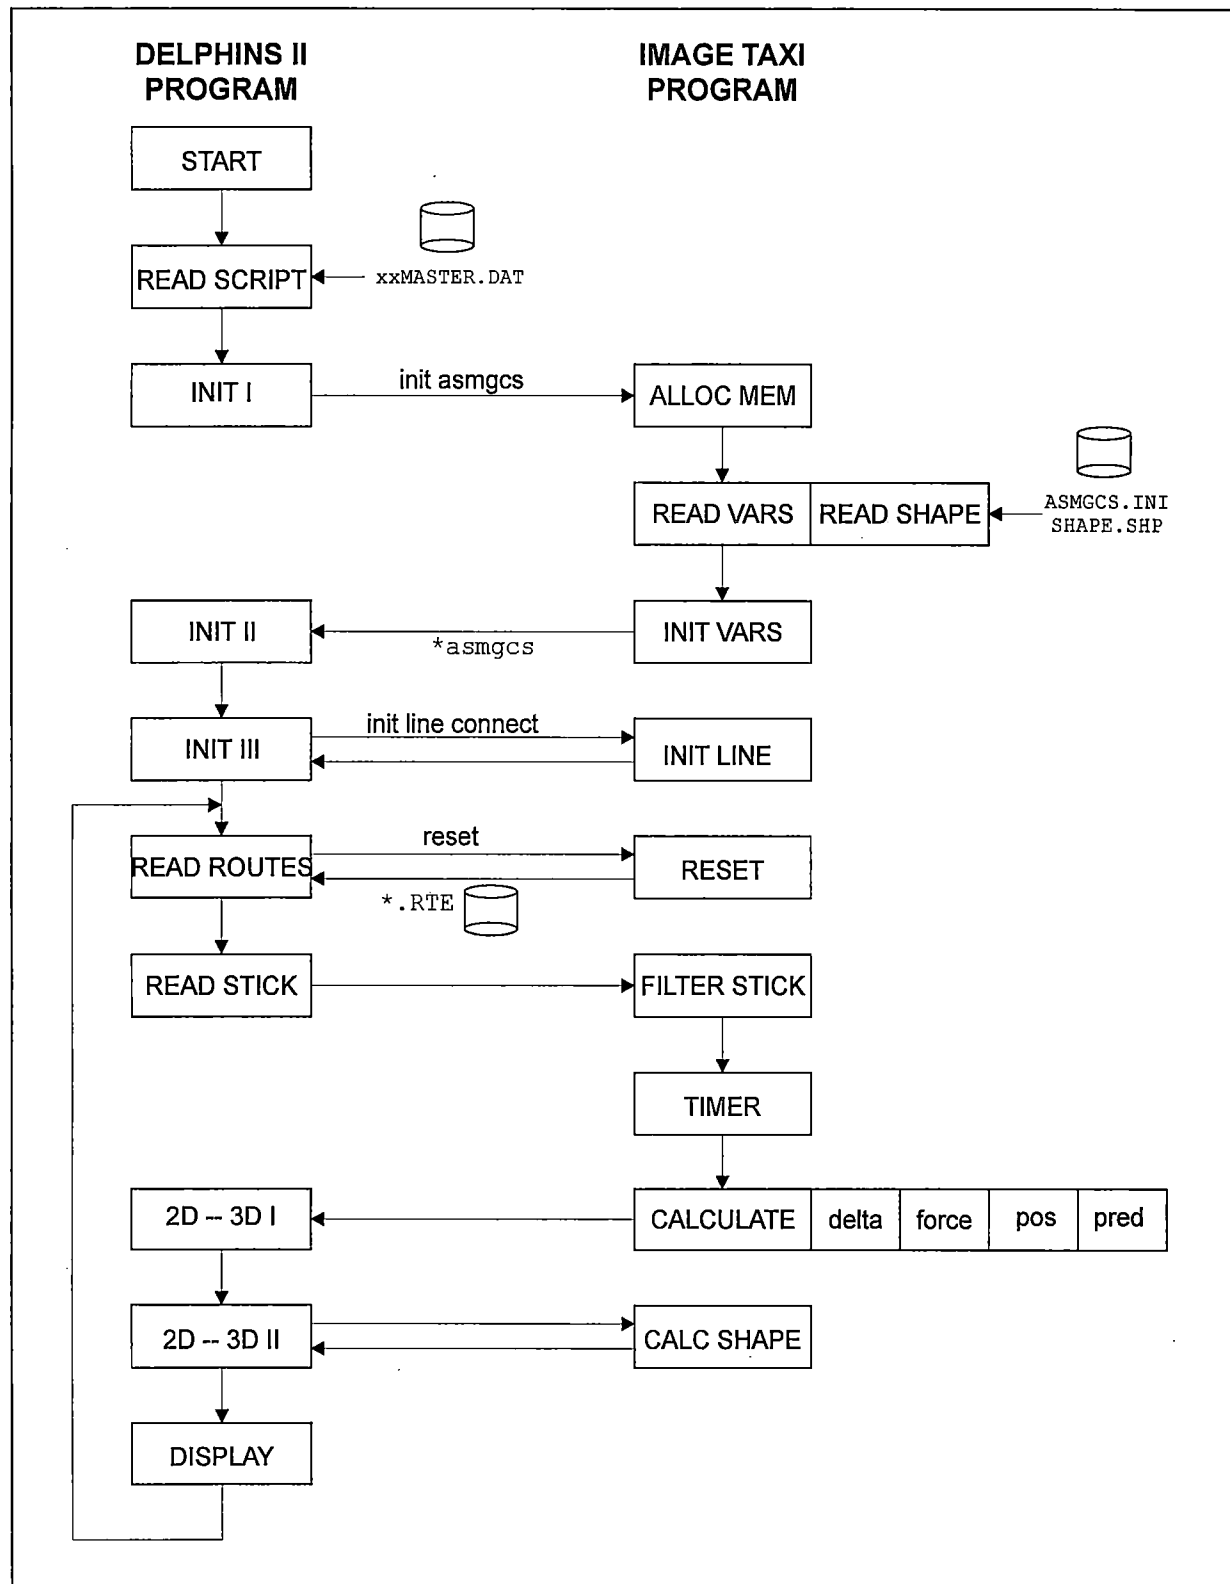 DELPHINS II
PROGRAM
IMAGE TAXI
PROGRAM
START
READ SCRIPT
xxMASTER.DAT
INIT I
init asmgcs
ALLOC MEM
READ VARS
READ SHAPE
ASMGCS.INI
SHAPE.SHP
INIT II
*asmgcs
INIT VARS
INIT III
init line connect
INIT LINE
READ ROUTES
reset
RESET
*.RTE
READ STICK
FILTER STICK
TIMER
2D -- 3D I
CALCULATE
delta
force
pos
pred
2D -- 3D II
CALC SHAPE
DISPLAY